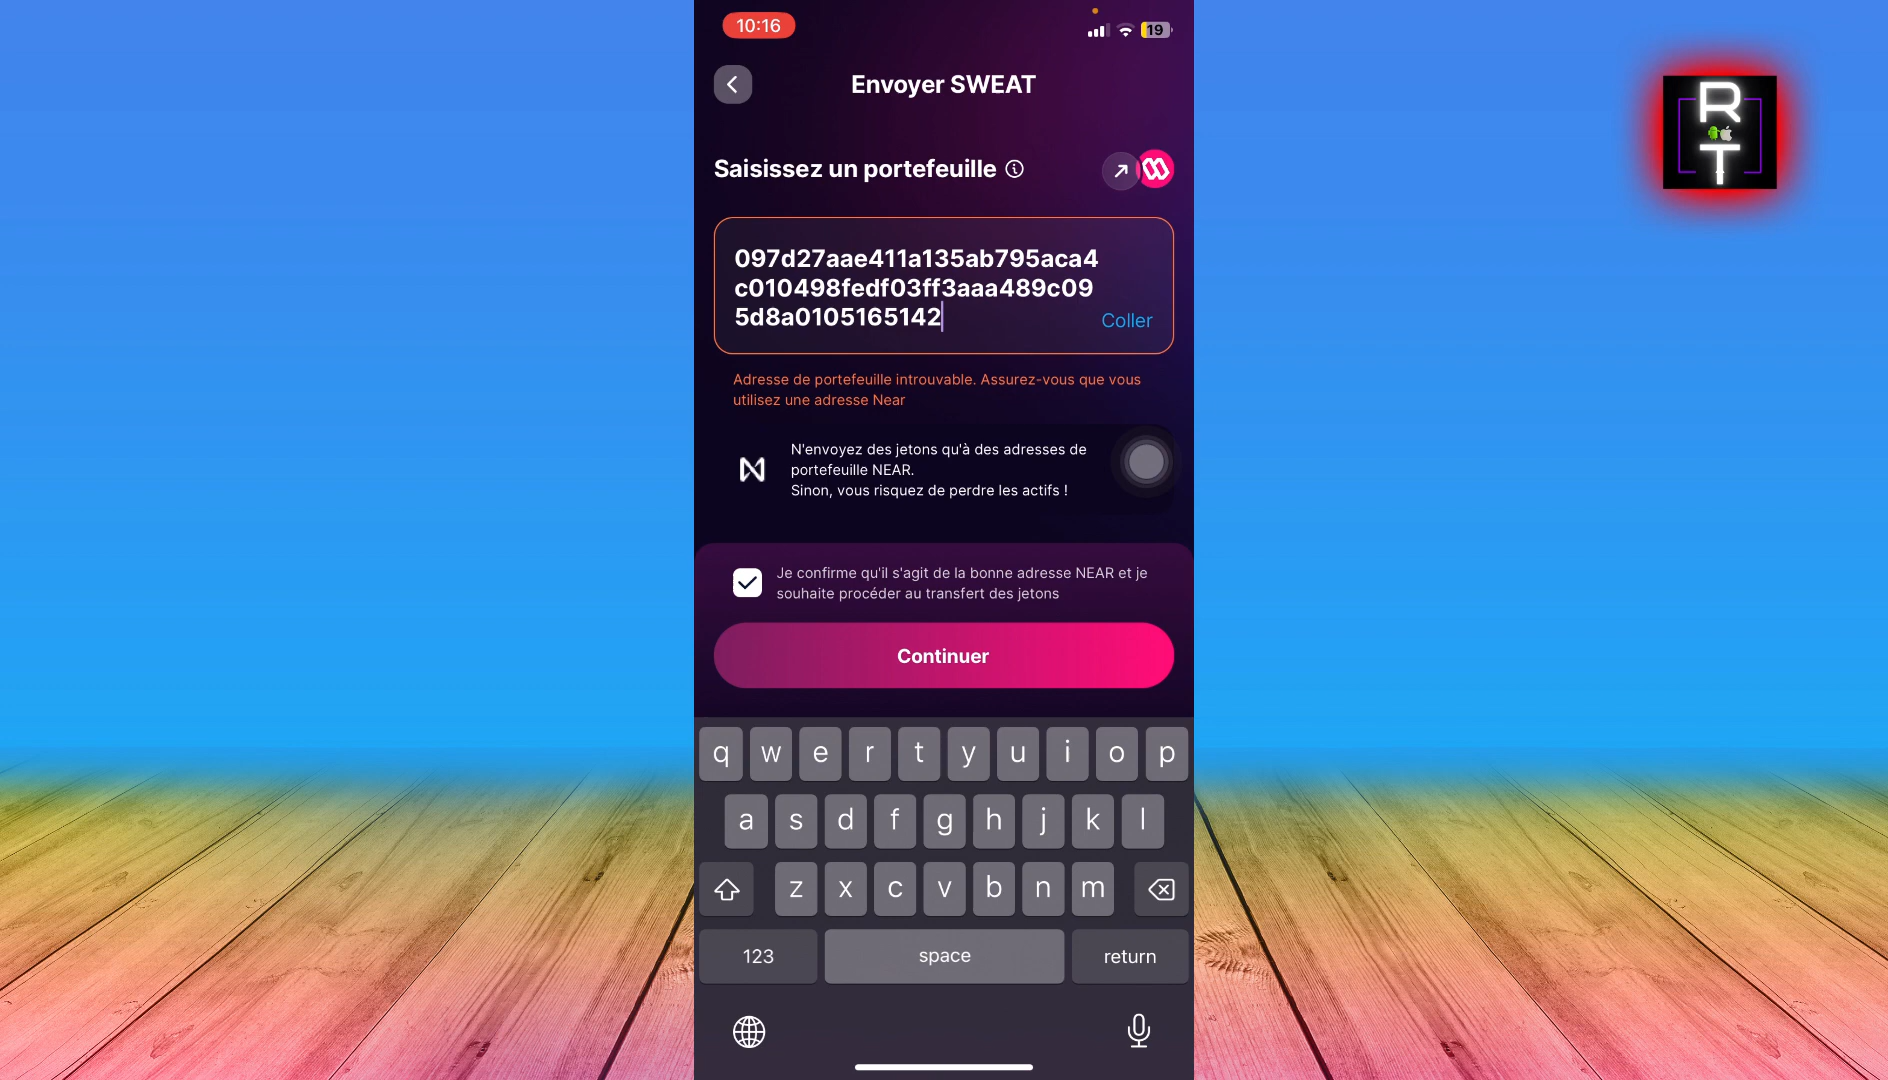 10:16
19
Envoyer SWEAT
R
T
Saisissez un portefeuille
097d27aae411a135ab795aca4
c010498fedf03ff3aaa489c09
5d8a0105165142
Coller
Adresse de portefeuille introuvable. Assurez-vous que vous
utilisez une adresse Near
N'envoyez des jetons qu'à des adresses de
portefeuille NEAR.
Sinon, vous risquez de perdre les actifs !
Je confirme qu'il s'agit de la bonne adresse NEAR et je
souhaite procéder au transfert des jetons
Continuer
q w e r t y u i o p
a s d f g h j k l
z x c v b n m
123 space return